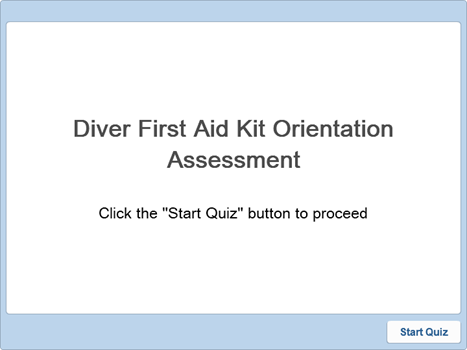 Diver First Aid Kit Orientation
Assessment
Click the "Start Quiz" button to proceed
Start Quiz